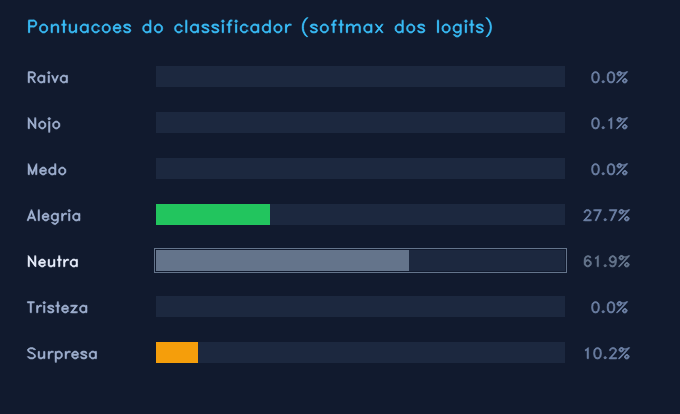 Pontuacoes do classificador (softmax dos logits)
Raiva 0.0%
Nojo 0.1%
Medo 0.0%
Alegria 27.7%
Neutra 61.9%
Tristeza 0.0%
Surpresa 10.2%